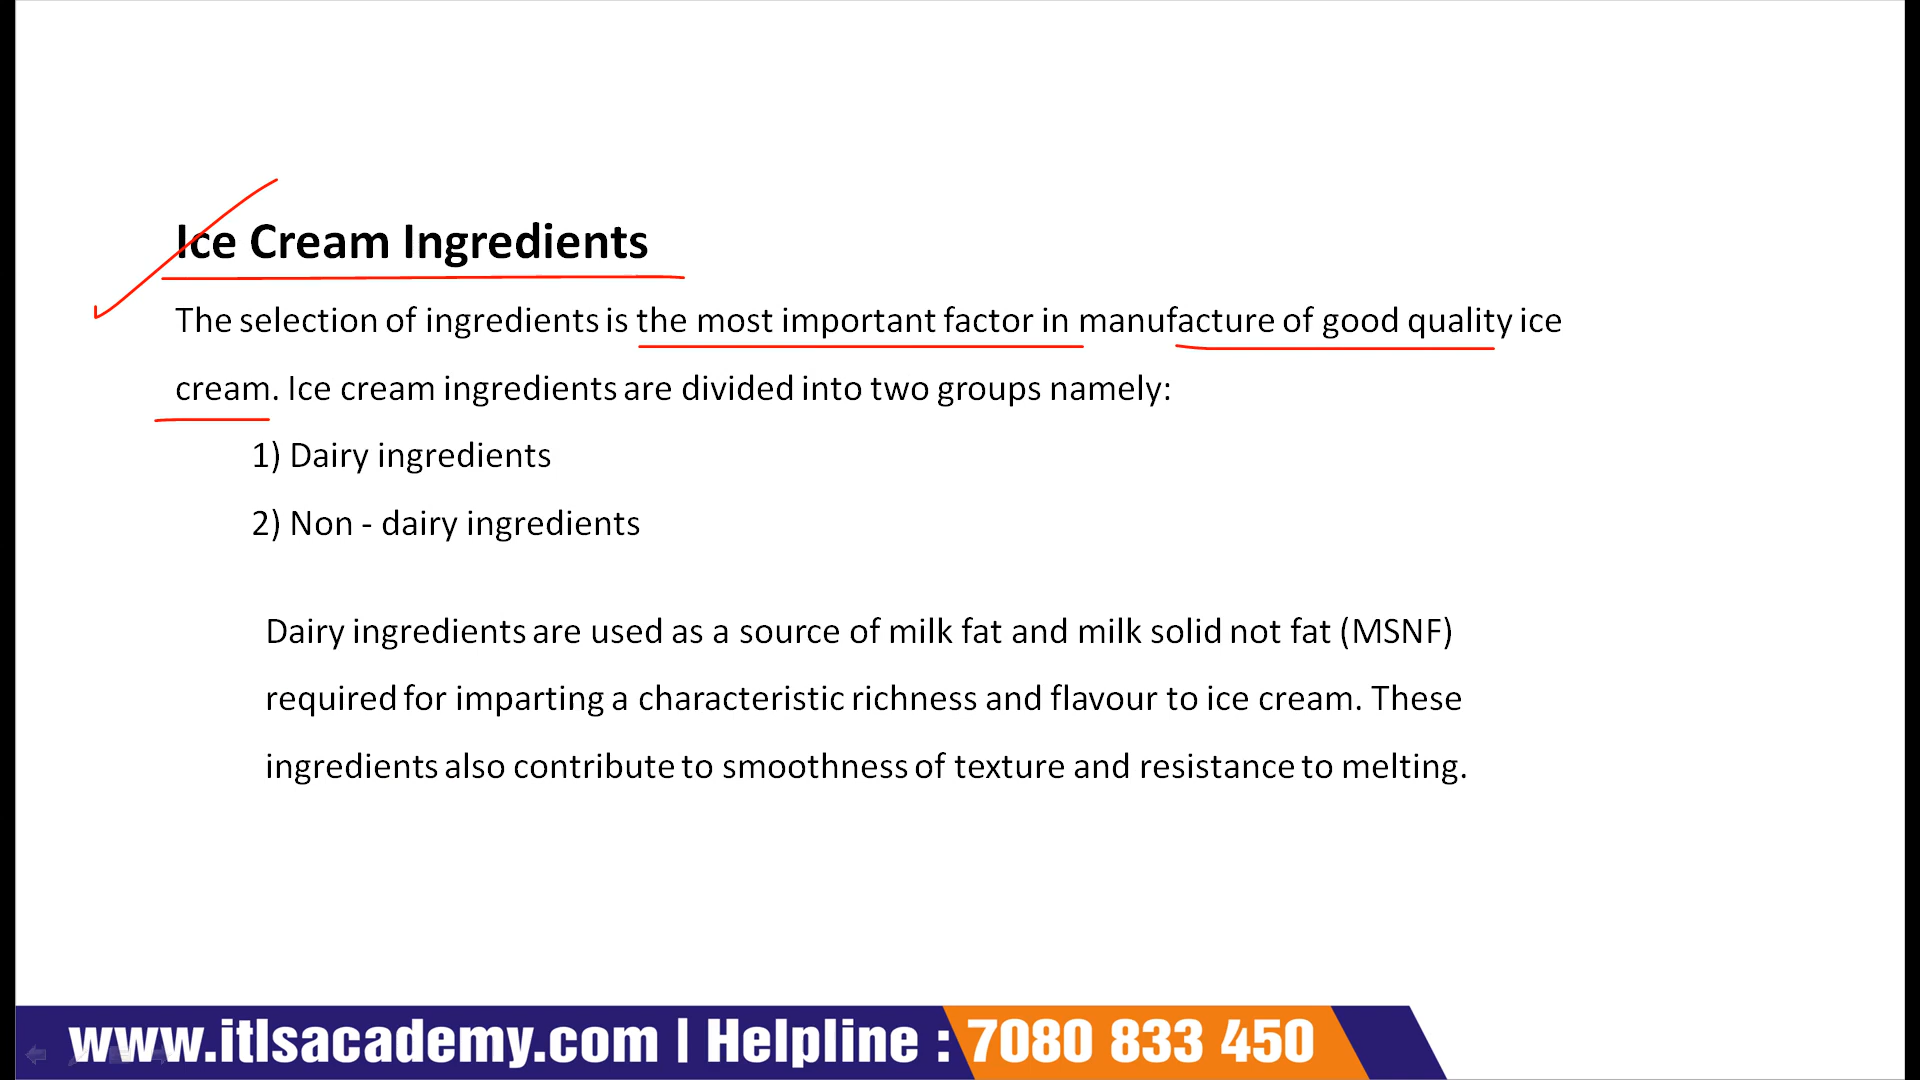 Ice Cream Ingredients
The selection of ingredients is the most important factor in manufacture of good quality ice
cream. Ice cream ingredients are divided into two groups namely:
1) Dairy ingredients
2) Non - dairy ingredients
Dairy ingredients are used as a source of milk fat and milk solid not fat (MSNF)
required for imparting a characteristic richness and flavour to ice cream. These
ingredients also contribute to smoothness of texture and resistance to melting.
www.itlsacademy.com | Helpline : 7080 833 450